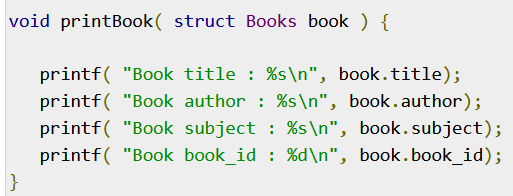 void printBook( struct Books book ) {
   printf( "Book title : %s\n", book.title);
   printf( "Book author : %s\n", book.author);
   printf( "Book subject : %s\n", book.subject);
   printf( "Book book_id : %d\n", book.book_id);
}